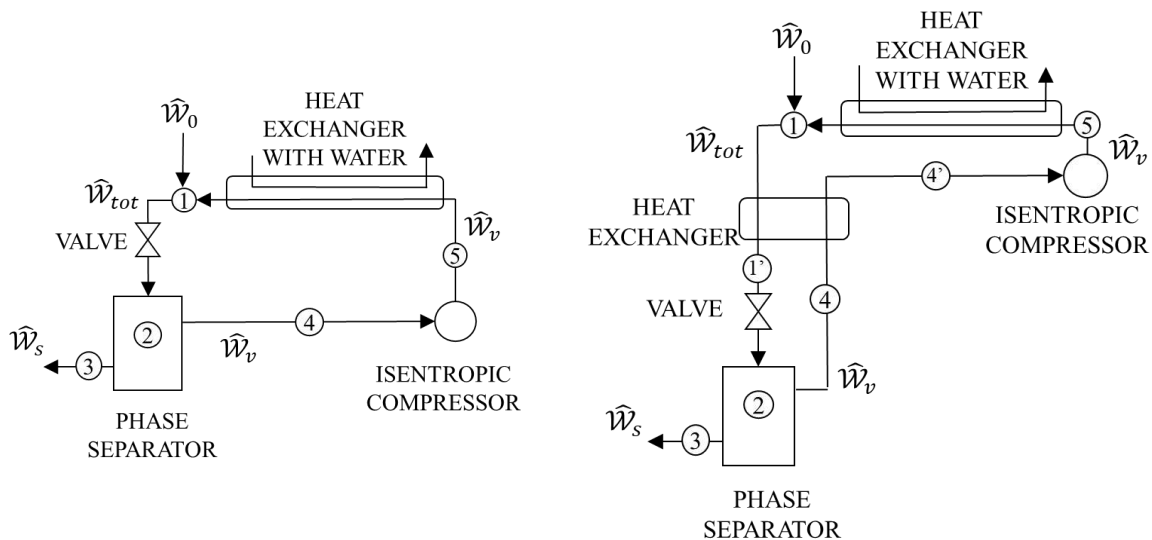 HEAT
EXCHANGER
WITH WATER
𝒲̂₀
𝒲̂ₜₒₜ
1
𝒲̂ᵥ
VALVE
5
2
4
𝒲̂ₛ
3
𝒲̂ᵥ
ISENTROPIC
COMPRESSOR
PHASE
SEPARATOR
HEAT
EXCHANGER
WITH WATER
𝒲̂₀
1
5
𝒲̂ₜₒₜ
𝒲̂ᵥ
4'
HEAT
EXCHANGER
ISENTROPIC
COMPRESSOR
1'
4
VALVE
2
𝒲̂ᵥ
𝒲̂ₛ
3
PHASE
SEPARATOR